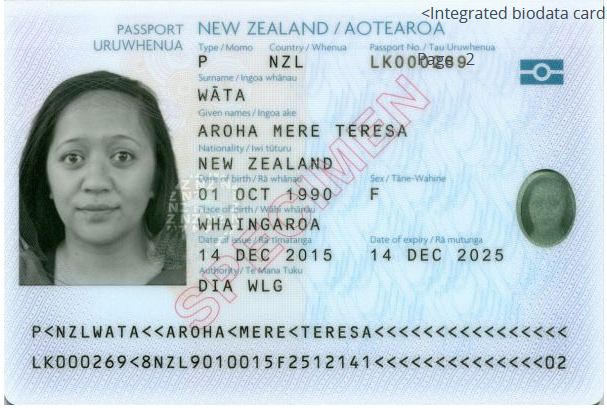 <Integrated biodata card
PASSPORT
URUWHENUA
NEW ZEALAND / AOTEAROA
Type / Momo Country / Whenua Passport No. / Tau Uruwhenua
P NZL LK000269
Page 2
Surname / Ingoa whānau
WĀTA
Given names / Ingoa ake
AROHA MERE TERESA
Nationality / Iwi tūturu
NEW ZEALAND
Date of birth / Rā whānau Sex / Tāne-Wahine
01 OCT 1990 F
Place of birth / Wāhi whānau
WHAINGAROA
Date of issue / Rā tīmatanga Date of expiry / Rā mutunga
14 DEC 2015 14 DEC 2025
Authority / Te Mana Tuku
DIA WLG
SPECIMEN
P<NZLWATA<<AROHA<MERE<TERESA<<<<<<<<<<<<<<<<
LK000269<8NZL9010015F2512141<<<<<<<<<<<<<<02